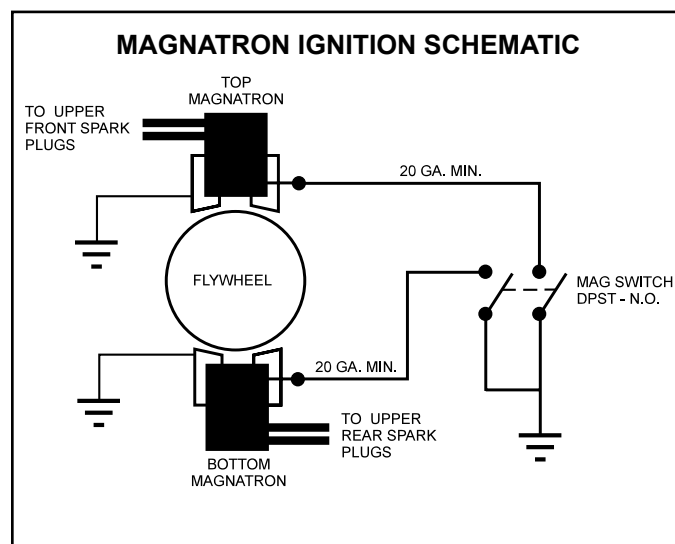 MAGNATRON IGNITION SCHEMATIC
TOP
MAGNATRON
TO UPPER
FRONT SPARK
PLUGS
20 GA. MIN.
FLYWHEEL
MAG SWITCH
DPST - N.O.
20 GA. MIN.
TO UPPER
REAR SPARK
PLUGS
BOTTOM
MAGNATRON